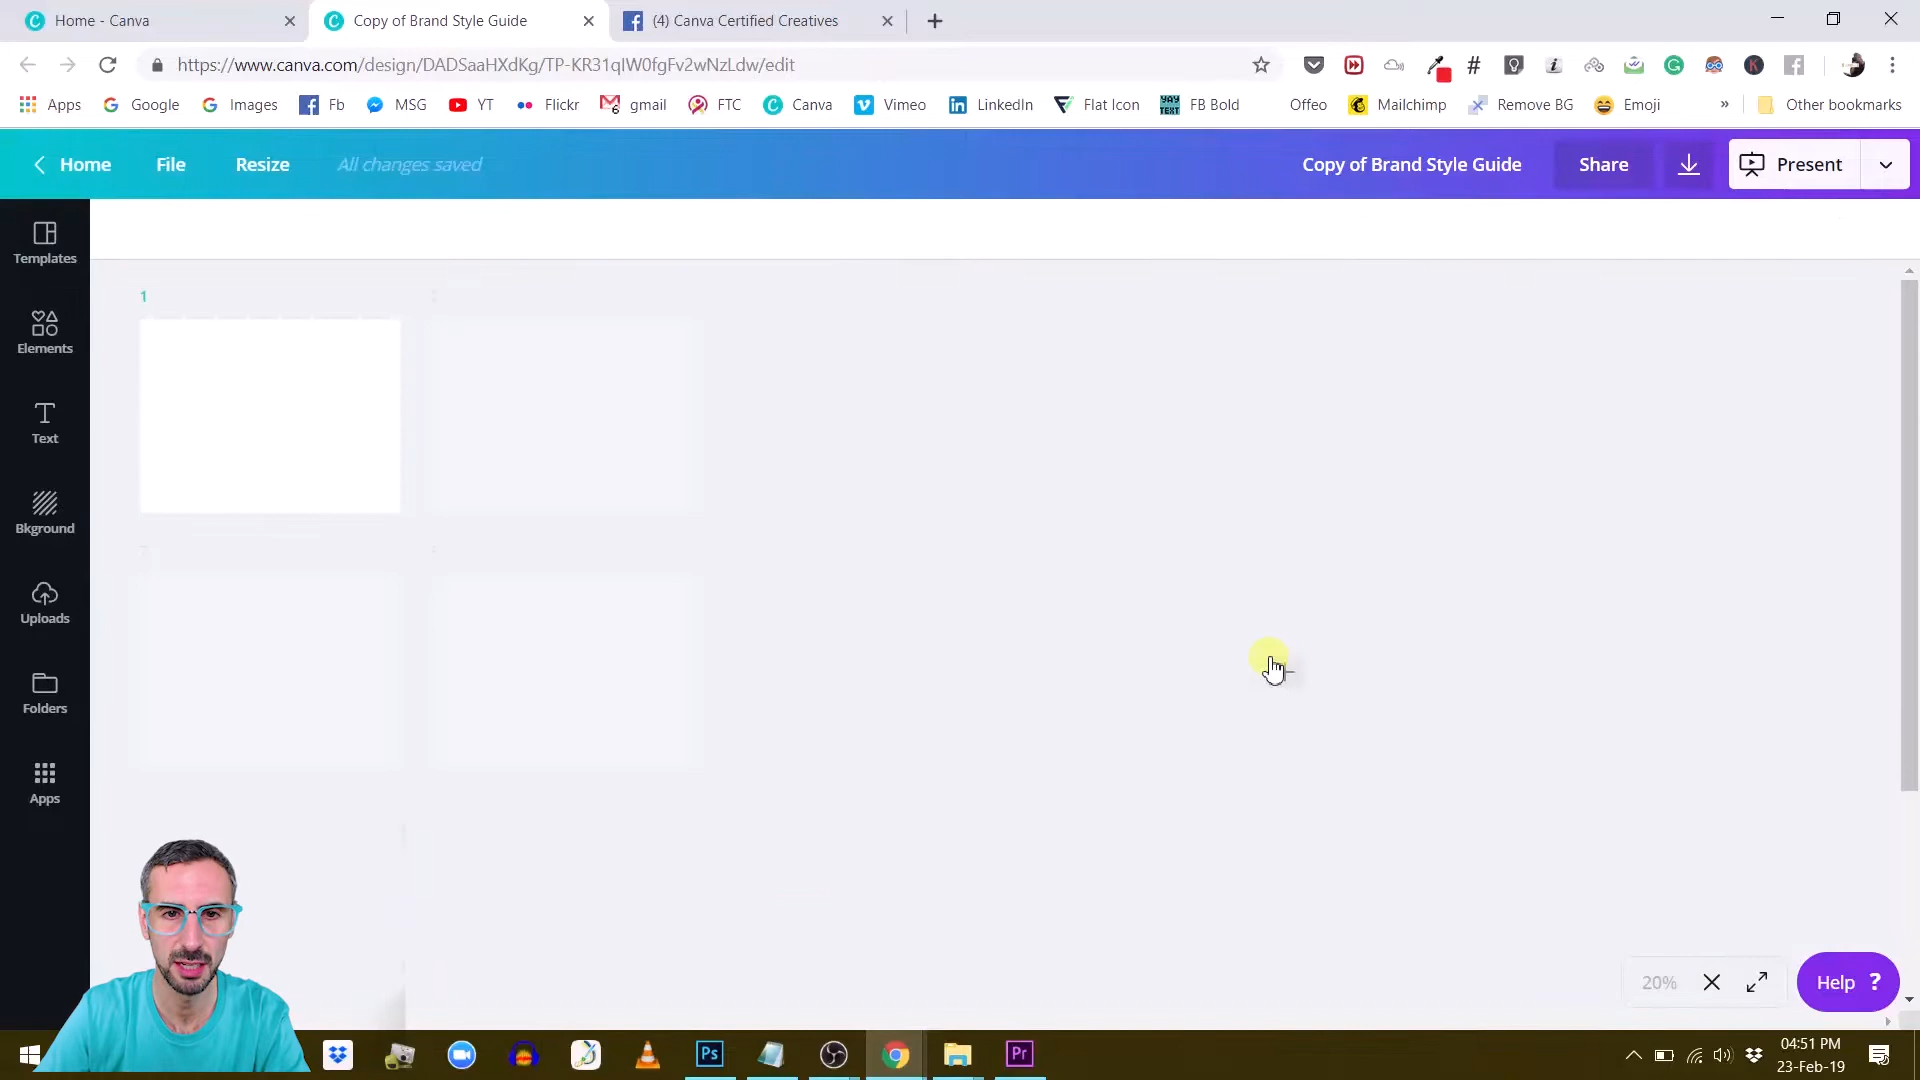 Home - Canva
Copy of Brand Style Guide
(4) Canva Certified Creatives
https://www.canva.com/design/DADSaaHXdKg/TP-KR31qIW0fgFv2wNzLdw/edit
Apps Google Images Fb MSG YT Flickr gmail FTC Canva Vimeo LinkedIn Flat Icon FB Bold Offeo Mailchimp Remove BG Emoji » Other bookmarks
Home File Resize All changes saved Copy of Brand Style Guide Share Present
Templates
Elements
Text
Bkground
Uploads
Folders
Apps
1
20%
Help ?
Ps
Pr
04:51 PM
23-Feb-19